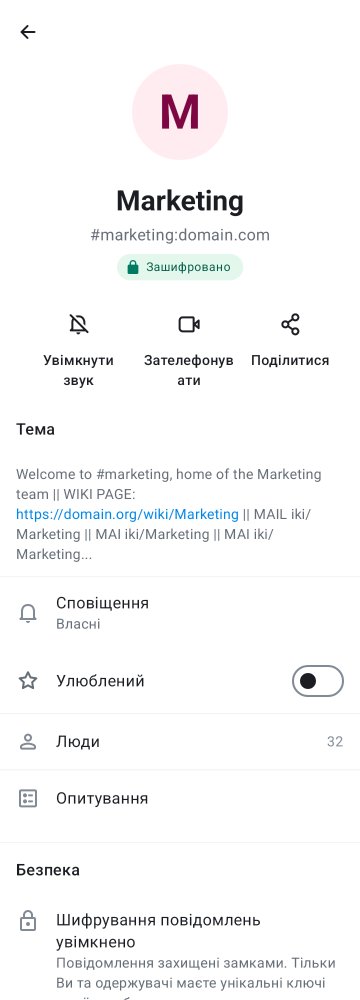 M
Marketing
#marketing:domain.com
Зашифровано
Увімкнути
звук
Зателефонув
ати
Поділитися
Тема
Welcome to #marketing, home of the Marketing
team || WIKI PAGE:
https://domain.org/wiki/Marketing || MAIL iki/
Marketing || MAI iki/Marketing || MAI iki/
Marketing...
Сповіщення
Власні
Улюблений
Люди
32
Опитування
Безпека
Шифрування повідомлень
увімкнено
Повідомлення захищені замками. Тільки
Ви та одержувачі маєте унікальні ключі